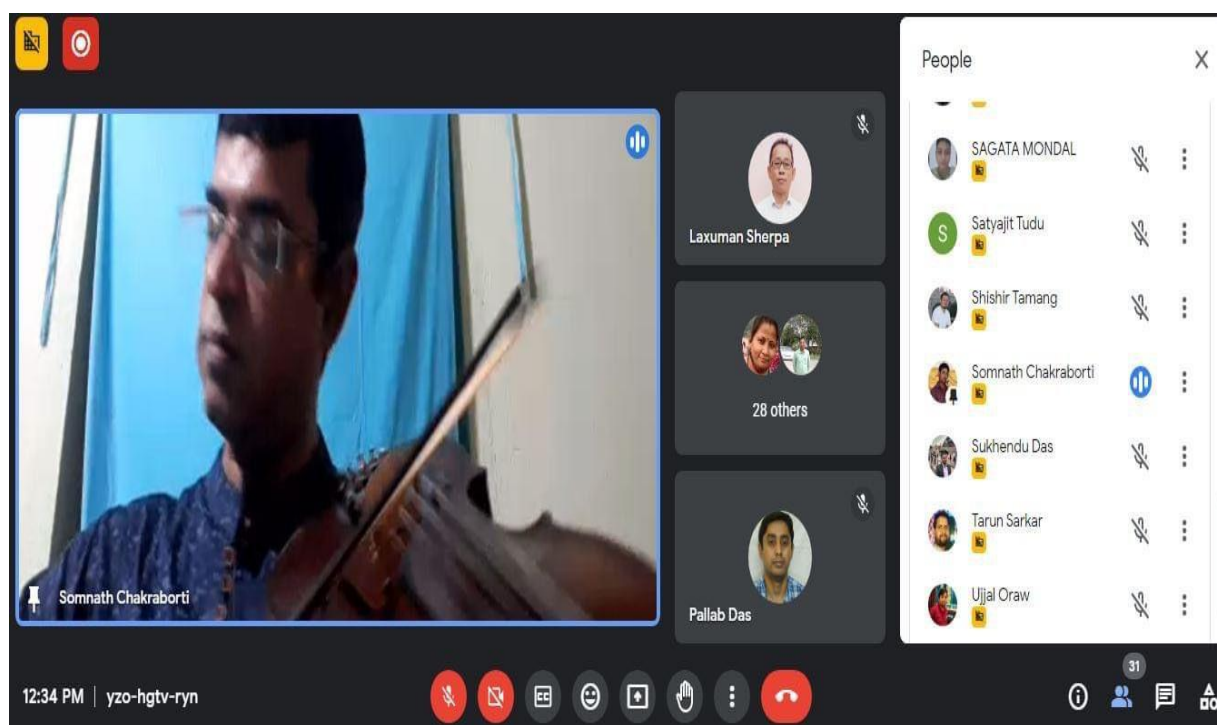 Somnath Chakraborti
Laxuman Sherpa
28 others
Pallab Das
People
SAGATA MONDAL
S
Satyajit Tudu
Shishir Tamang
Somnath Chakraborti
Sukhendu Das
Tarun Sarkar
Ujjal Oraw
12:34 PM | yzo-hgtv-ryn
CC
31